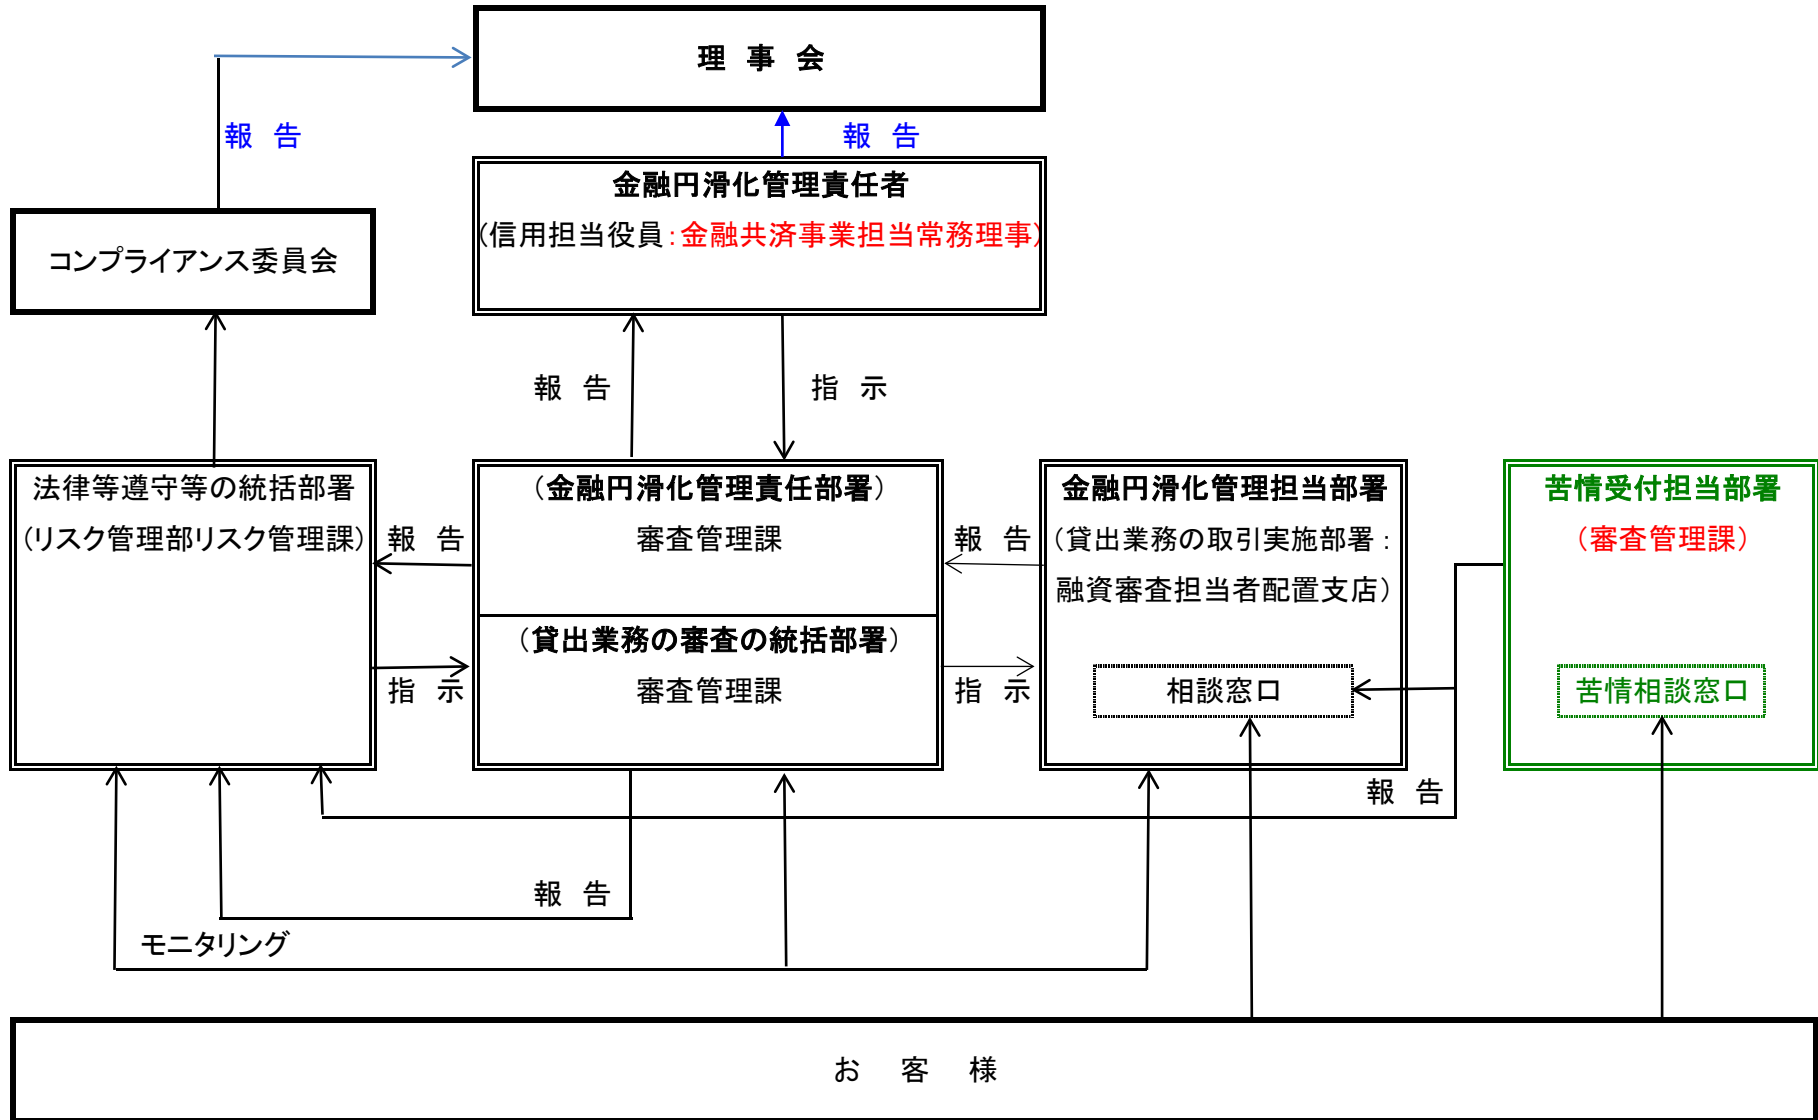 理 事 会
報 告
報 告
金融円滑化管理責任者
（信用担当役員：金融共済事業担当常務理事）
コンプライアンス委員会
報 告
指 示
法律等遵守等の統括部署
（リスク管理部リスク管理課）
報 告
指 示
（金融円滑化管理責任部署）
審査管理課
（貸出業務の審査の統括部署）
審査管理課
報 告
指 示
金融円滑化管理担当部署
（貸出業務の取引実施部署：
融資審査担当者配置支店）
相談窓口
苦情受付担当部署
（審査管理課）
苦情相談窓口
報 告
報 告
モニタリング
お 客 様